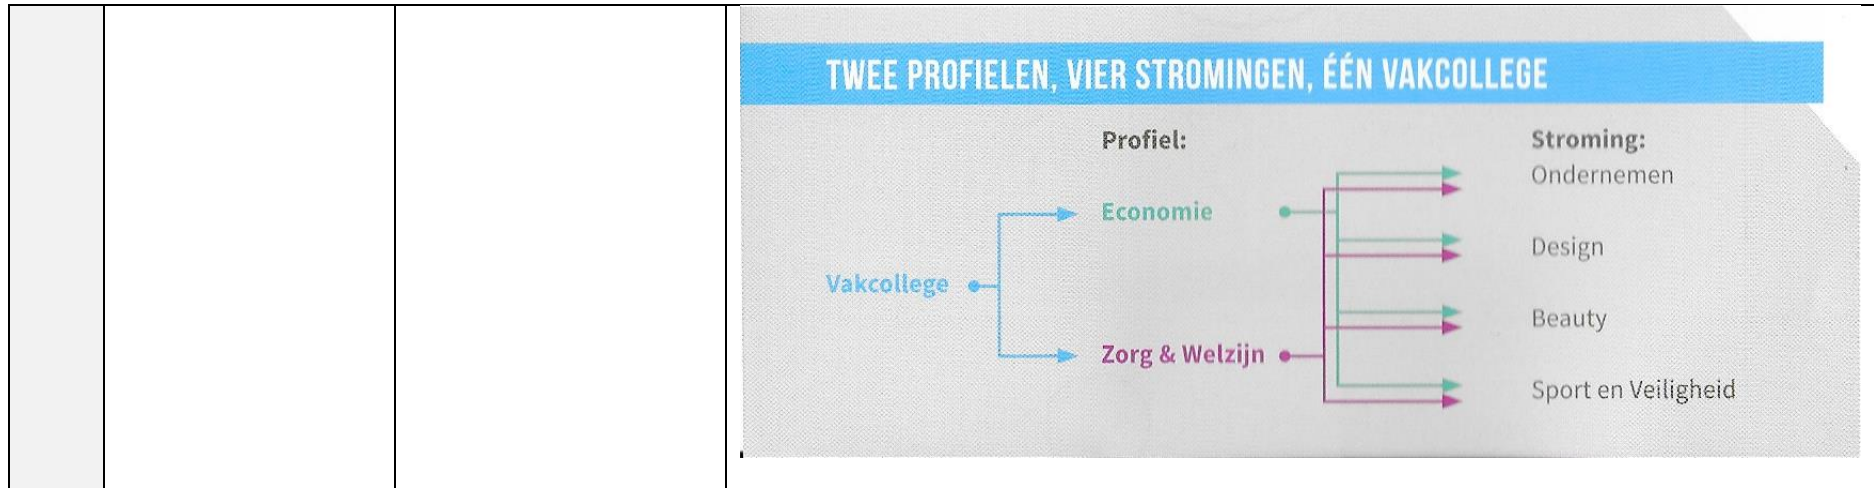 TWEE PROFIELEN, VIER STROMINGEN, ÉÉN VAKCOLLEGE
Profiel:
Stroming:
Ondernemen
Economie
Design
Vakcollege
Beauty
Zorg & Welzijn
Sport en Veiligheid